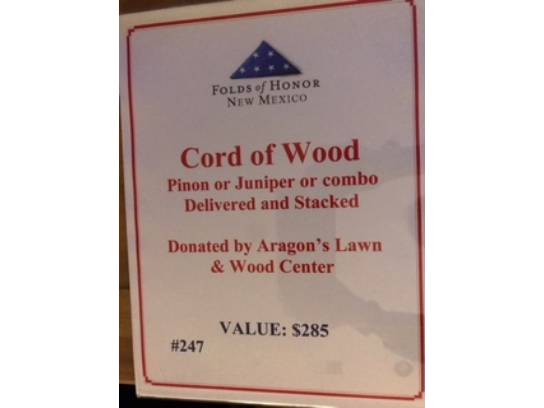 FOLDS of HONOR
NEW MEXICO
Cord of Wood
Pinon or Juniper or combo
Delivered and Stacked
Donated by Aragon's Lawn
& Wood Center
VALUE: $285
#247